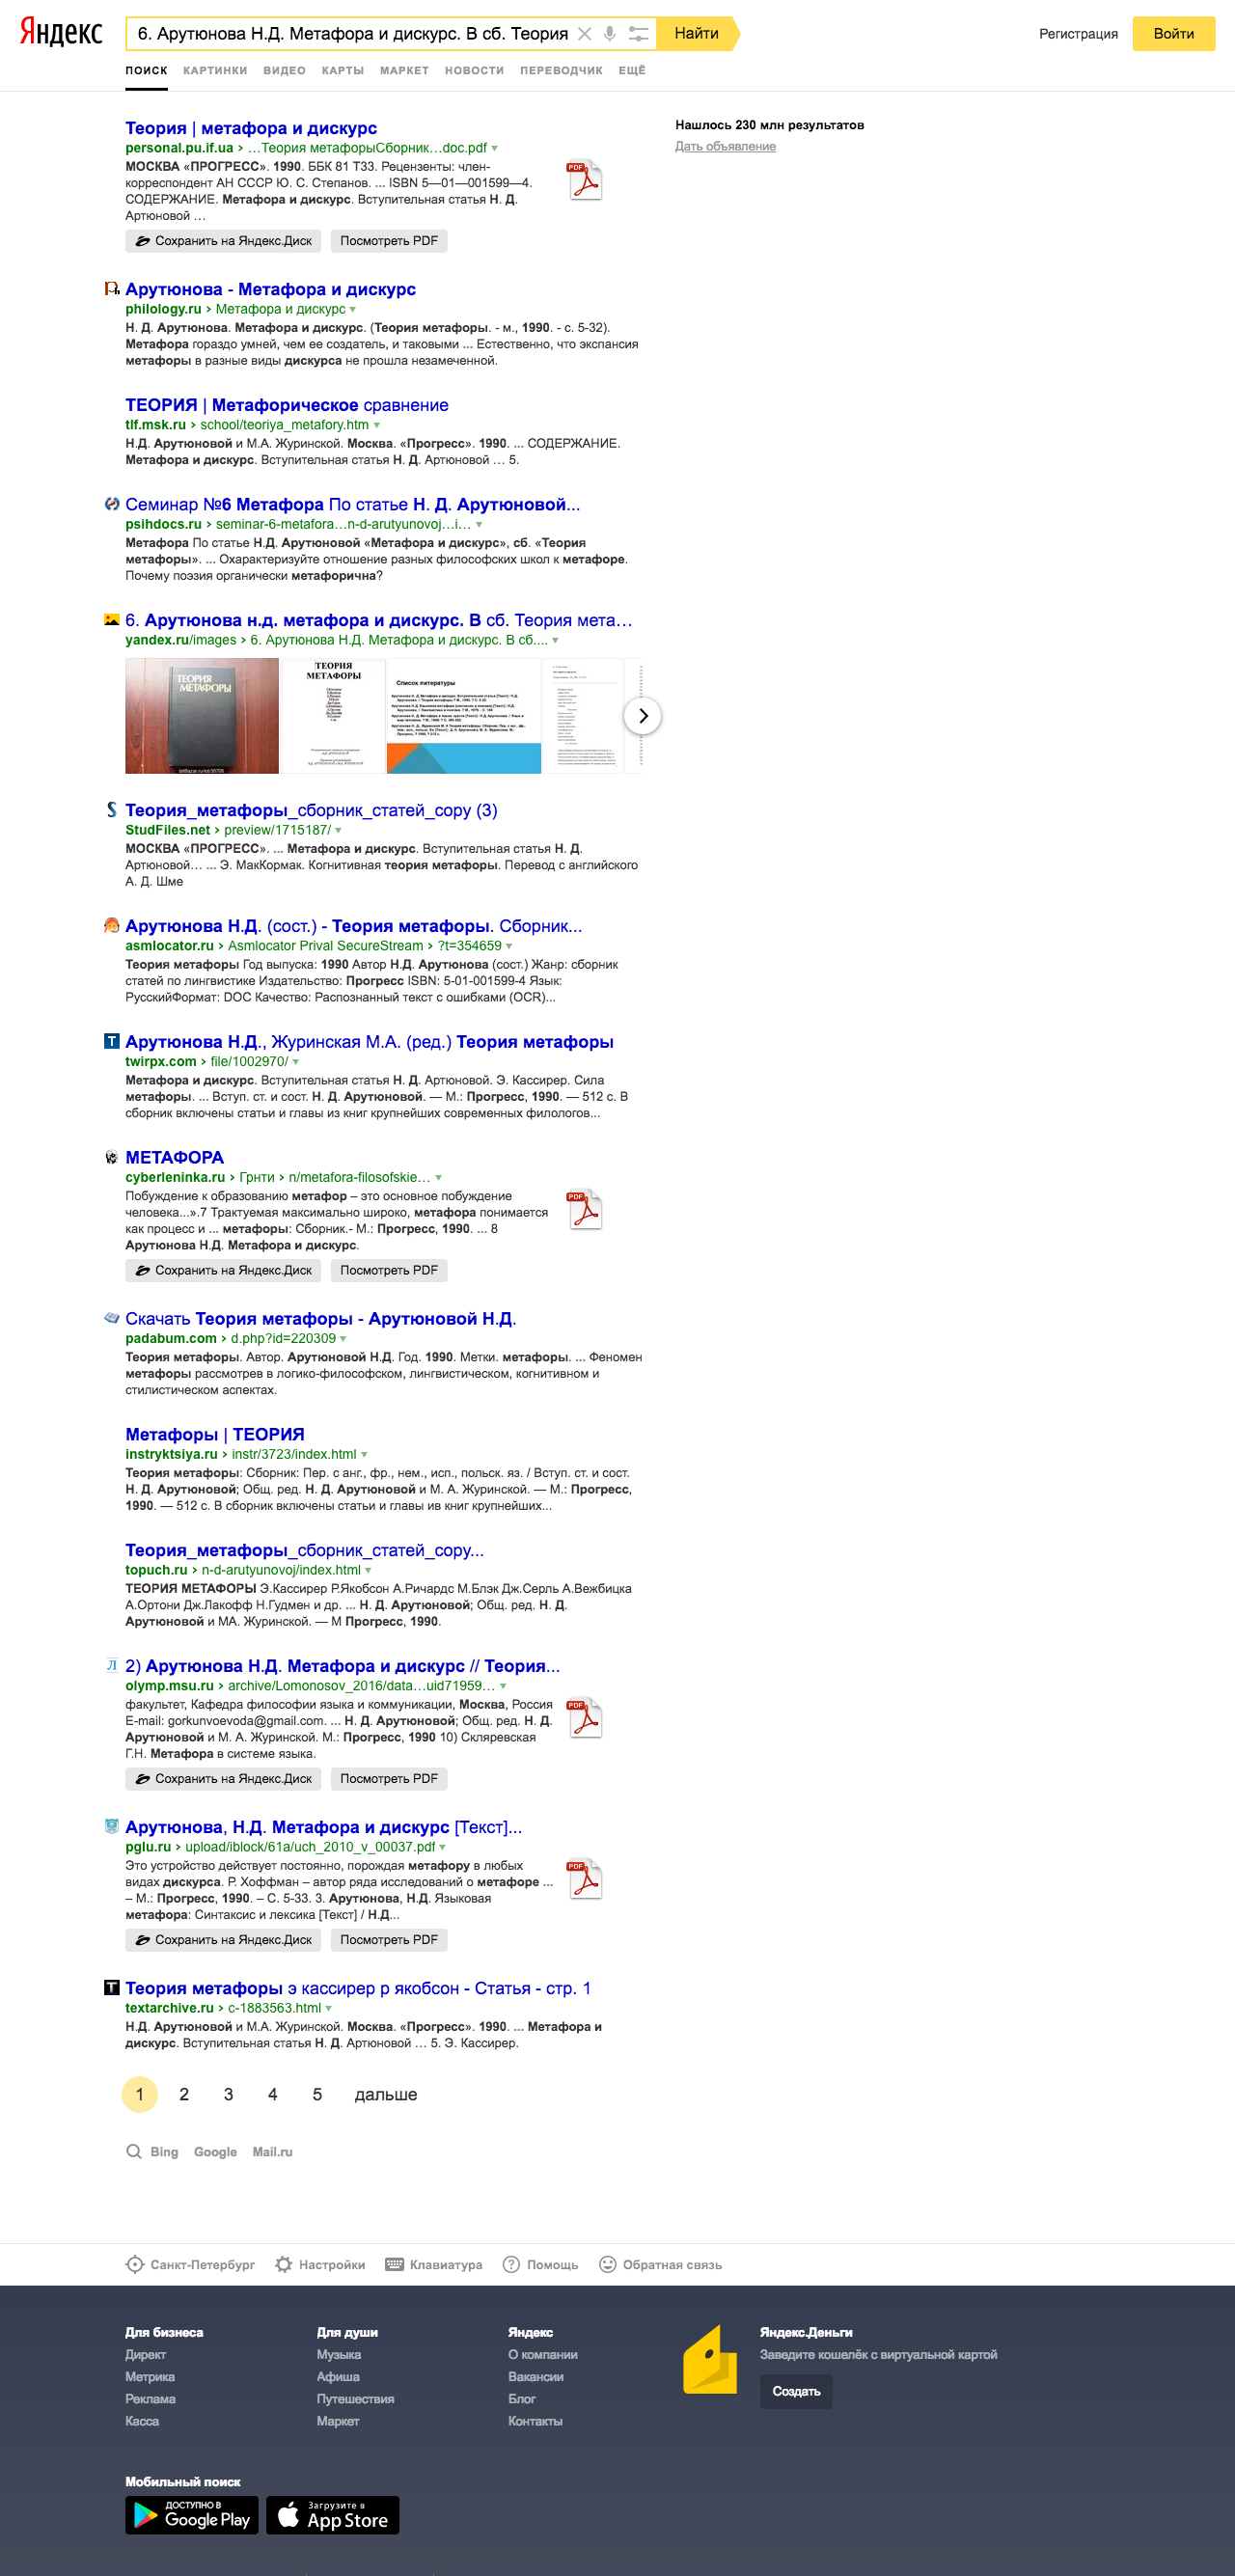 Яндекс
6. Арутюнова Н.Д. Метафора и дискурс. В сб. Теория
Найти
Регистрация
Войти
ПОИСК КАРТИНКИ ВИДЕО КАРТЫ МАРКЕТ НОВОСТИ ПЕРЕВОДЧИК ЕЩЁ
Нашлось 230 млн результатов
Дать объявление
Теория | метафора и дискурс
personal.pu.if.ua › …Теория метафорыСборник…doc.pdf
МОСКВА «ПРОГРЕСС». 1990. ББК 81 Т33. Рецензенты: член-
корреспондент АН СССР Ю. С. Степанов. ... ISBN 5—01—001599—4.
СОДЕРЖАНИЕ. Метафора и дискурс. Вступительная статья Н. Д.
Артюновой …
PDF
Сохранить на Яндекс.Диск
Посмотреть PDF
Арутюнова - Метафора и дискурс
philology.ru › Метафора и дискурс
Н. Д. Арутюнова. Метафора и дискурс. (Теория метафоры. - м., 1990. - с. 5-32).
Метафора гораздо умней, чем ее создатель, и таковыми ... Естественно, что экспансия
метафоры в разные виды дискурса не прошла незамеченной.
ТЕОРИЯ | Метафорическое сравнение
tlf.msk.ru › school/teoriya_metafory.htm
Н.Д. Арутюновой и М.А. Журинской. Москва. «Прогресс». 1990. ... СОДЕРЖАНИЕ.
Метафора и дискурс. Вступительная статья Н. Д. Артюновой … 5.
Семинар №6 Метафора По статье Н. Д. Арутюновой...
psihdocs.ru › seminar-6-metafora…n-d-arutyunovoj…i…
Метафора По статье Н.Д. Арутюновой «Метафора и дискурс», сб. «Теория
метафоры». ... Охарактеризуйте отношение разных философских школ к метафоре.
Почему поэзия органически метафорична?
6. Арутюнова н.д. метафора и дискурс. В сб. Теория мета…
yandex.ru/images › 6. Арутюнова Н.Д. Метафора и дискурс. В сб....
ТЕОРИЯ
МЕТАФОРЫ
ТЕОРИЯ
МЕТАФОРЫ
Список литературы
Теория_метафоры_сборник_статей_copy (3)
StudFiles.net › preview/1715187/
МОСКВА «ПРОГРЕСС». ... Метафора и дискурс. Вступительная статья Н. Д.
Артюновой… ... Э. МакКормак. Когнитивная теория метафоры. Перевод с английского
А. Д. Шме
Арутюнова Н.Д. (сост.) - Теория метафоры. Сборник...
asmlocator.ru › Asmlocator Prival SecureStream › ?t=354659
Теория метафоры Год выпуска: 1990 Автор Н.Д. Арутюнова (сост.) Жанр: сборник
статей по лингвистике Издательство: Прогресс ISBN: 5-01-001599-4 Язык:
РусскийФормат: DOC Качество: Распознанный текст с ошибками (OCR)...
Арутюнова Н.Д., Журинская М.А. (ред.) Теория метафоры
twirpx.com › file/1002970/
Метафора и дискурс. Вступительная статья Н. Д. Артюновой. Э. Кассирер. Сила
метафоры. ... Вступ. ст. и сост. Н. Д. Арутюновой. — М.: Прогресс, 1990. — 512 с. В
сборник включены статьи и главы из книг крупнейших современных филологов...
МЕТАФОРА
cyberleninka.ru › Грнти › n/metafora-filosofskie…
Побуждение к образованию метафор – это основное побуждение
человека...».7 Трактуемая максимально широко, метафора понимается
как процесс и ... метафоры: Сборник.- М.: Прогресс, 1990. ... 8
Арутюнова Н.Д. Метафора и дискурс.
PDF
Сохранить на Яндекс.Диск
Посмотреть PDF
Скачать Теория метафоры - Арутюновой Н.Д.
padabum.com › d.php?id=220309
Теория метафоры. Автор. Арутюновой Н.Д. Год. 1990. Метки. метафоры. ... Феномен
метафоры рассмотрев в логико-философском, лингвистическом, когнитивном и
стилистическом аспектах.
Метафоры | ТЕОРИЯ
instryktsiya.ru › instr/3723/index.html
Теория метафоры: Сборник: Пер. с анг., фр., нем., исп., польск. яз. / Вступ. ст. и сост.
Н. Д. Арутюновой; Общ. ред. Н. Д. Арутюновой и М. А. Журинской. — М.: Прогресс,
1990. — 512 с. В сборник включены статьи и главы ив книг крупнейших...
Теория_метафоры_сборник_статей_copy...
topuch.ru › n-d-arutyunovoj/index.html
ТЕОРИЯ МЕТАФОРЫ Э.Кассирер Р.Якобсон А.Ричардс М.Блэк Дж.Серль А.Вежбицка
А.Ортони Дж.Лакофф Н.Гудмен и др. ... Н. Д. Арутюновой; Общ. ред. Н. Д.
Арутюновой и МА. Журинской. — М Прогресс, 1990.
2) Арутюнова Н.Д. Метафора и дискурс // Теория...
olymp.msu.ru › archive/Lomonosov_2016/data…uid71959…
факультет, Кафедра философии языка и коммуникации, Москва, Россия
E-mail: gorkunvoevoda@gmail.com. ... Н. Д. Арутюновой; Общ. ред. Н. Д.
Арутюновой и М. А. Журинской. М.: Прогресс, 1990 10) Скляревская
Г.Н. Метафора в системе языка.
PDF
Сохранить на Яндекс.Диск
Посмотреть PDF
Арутюнова, Н.Д. Метафора и дискурс [Текст]...
pglu.ru › upload/iblock/61a/uch_2010_v_00037.pdf
Это устройство действует постоянно, порождая метафору в любых
видах дискурса. Р. Хоффман – автор ряда исследований о метафоре ...
– М.: Прогресс, 1990. – С. 5-33. 3. Арутюнова, Н.Д. Языковая
метафора: Синтаксис и лексика [Текст] / Н.Д...
PDF
Сохранить на Яндекс.Диск
Посмотреть PDF
Теория метафоры э кассирер р якобсон - Статья - стр. 1
textarchive.ru › c-1883563.html
Н.Д. Арутюновой и М.А. Журинской. Москва. «Прогресс». 1990. ... Метафора и
дискурс. Вступительная статья Н. Д. Артюновой … 5. Э. Кассирер.
1 2 3 4 5 дальше
Bing Google Mail.ru
Санкт-Петербург Настройки Клавиатура Помощь Обратная связь
Для бизнеса
Директ
Метрика
Реклама
Касса
Для души
Музыка
Афиша
Путешествия
Маркет
Яндекс
О компании
Вакансии
Блог
Контакты
Яндекс.Деньги
Заведите кошелёк с виртуальной картой
Создать
Мобильный поиск
ДОСТУПНО В
Google Play
Загрузите в
App Store